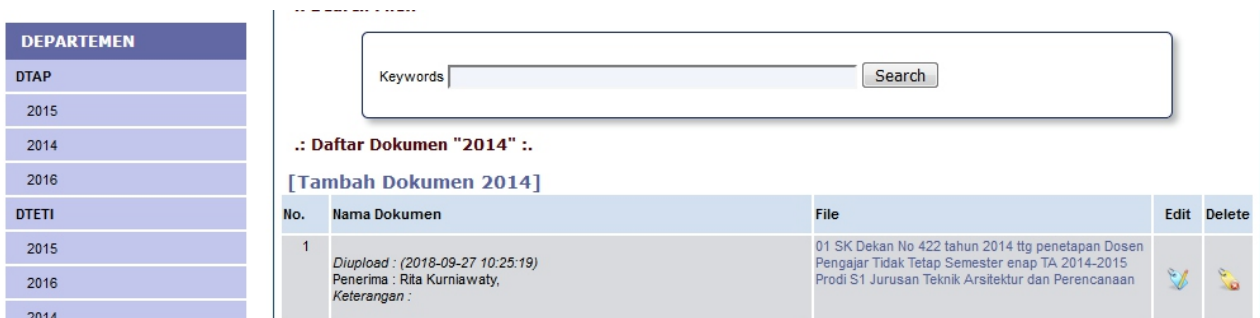 DEPARTEMEN
DTAP
2015
2014
2016
DTETI
2015
2016
2014
Keywords
Search
.: Daftar Dokumen "2014" :.
[Tambah Dokumen 2014]
No. Nama Dokumen File Edit Delete
1
Diupload : (2018-09-27 10:25:19)
Penerima : Rita Kurniawaty,
Keterangan :
01 SK Dekan No 422 tahun 2014 ttg penetapan Dosen
Pengajar Tidak Tetap Semester enap TA 2014-2015
Prodi S1 Jurusan Teknik Arsitektur dan Perencanaan